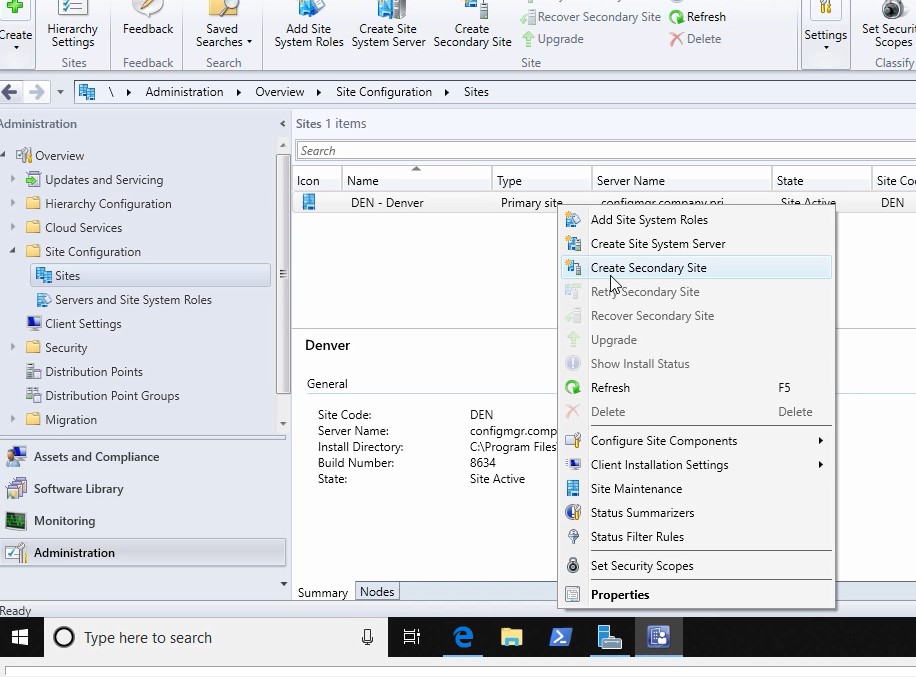 Create
Hierarchy
Settings
Sites
Feedback
Feedback
Saved
Searches
Search
Add Site
System Roles
Create Site
System Server
Create
Secondary Site
Recover Secondary Site
Upgrade
Refresh
Delete
Site
Settings
Set Securi
Scopes
Classify
\ Administration Overview Site Configuration Sites
Administration
Overview
Updates and Servicing
Hierarchy Configuration
Cloud Services
Site Configuration
Sites
Servers and Site System Roles
Client Settings
Security
Distribution Points
Distribution Point Groups
Migration
Assets and Compliance
Software Library
Monitoring
Administration
Sites 1 items
Search
Icon Name Type Server Name State Site Co
DEN - Denver Primary site configmgr.company.pri Site Active DEN
Add Site System Roles
Create Site System Server
Create Secondary Site
Retry Secondary Site
Recover Secondary Site
Upgrade
Show Install Status
Refresh F5
Delete Delete
Configure Site Components
Client Installation Settings
Site Maintenance
Status Summarizers
Status Filter Rules
Set Security Scopes
Properties
Denver
General
Site Code: DEN
Server Name: configmgr.comp
Install Directory: C:\Program Files
Build Number: 8634
State: Site Active
Summary Nodes
Ready
Type here to search